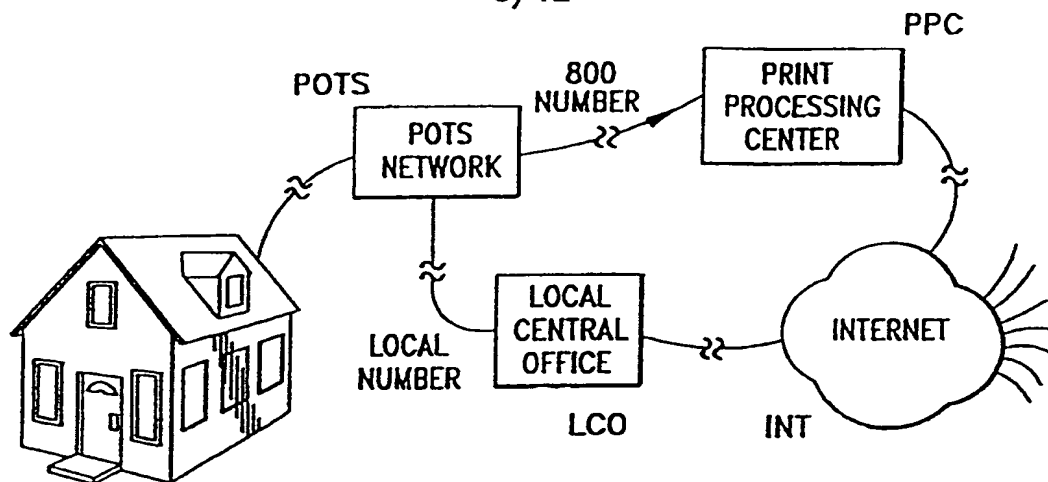 PPC
POTS
800
NUMBER
PRINT
PROCESSING
CENTER
POTS
NETWORK
LOCAL
NUMBER
LOCAL
CENTRAL
OFFICE
INTERNET
LCO
INT